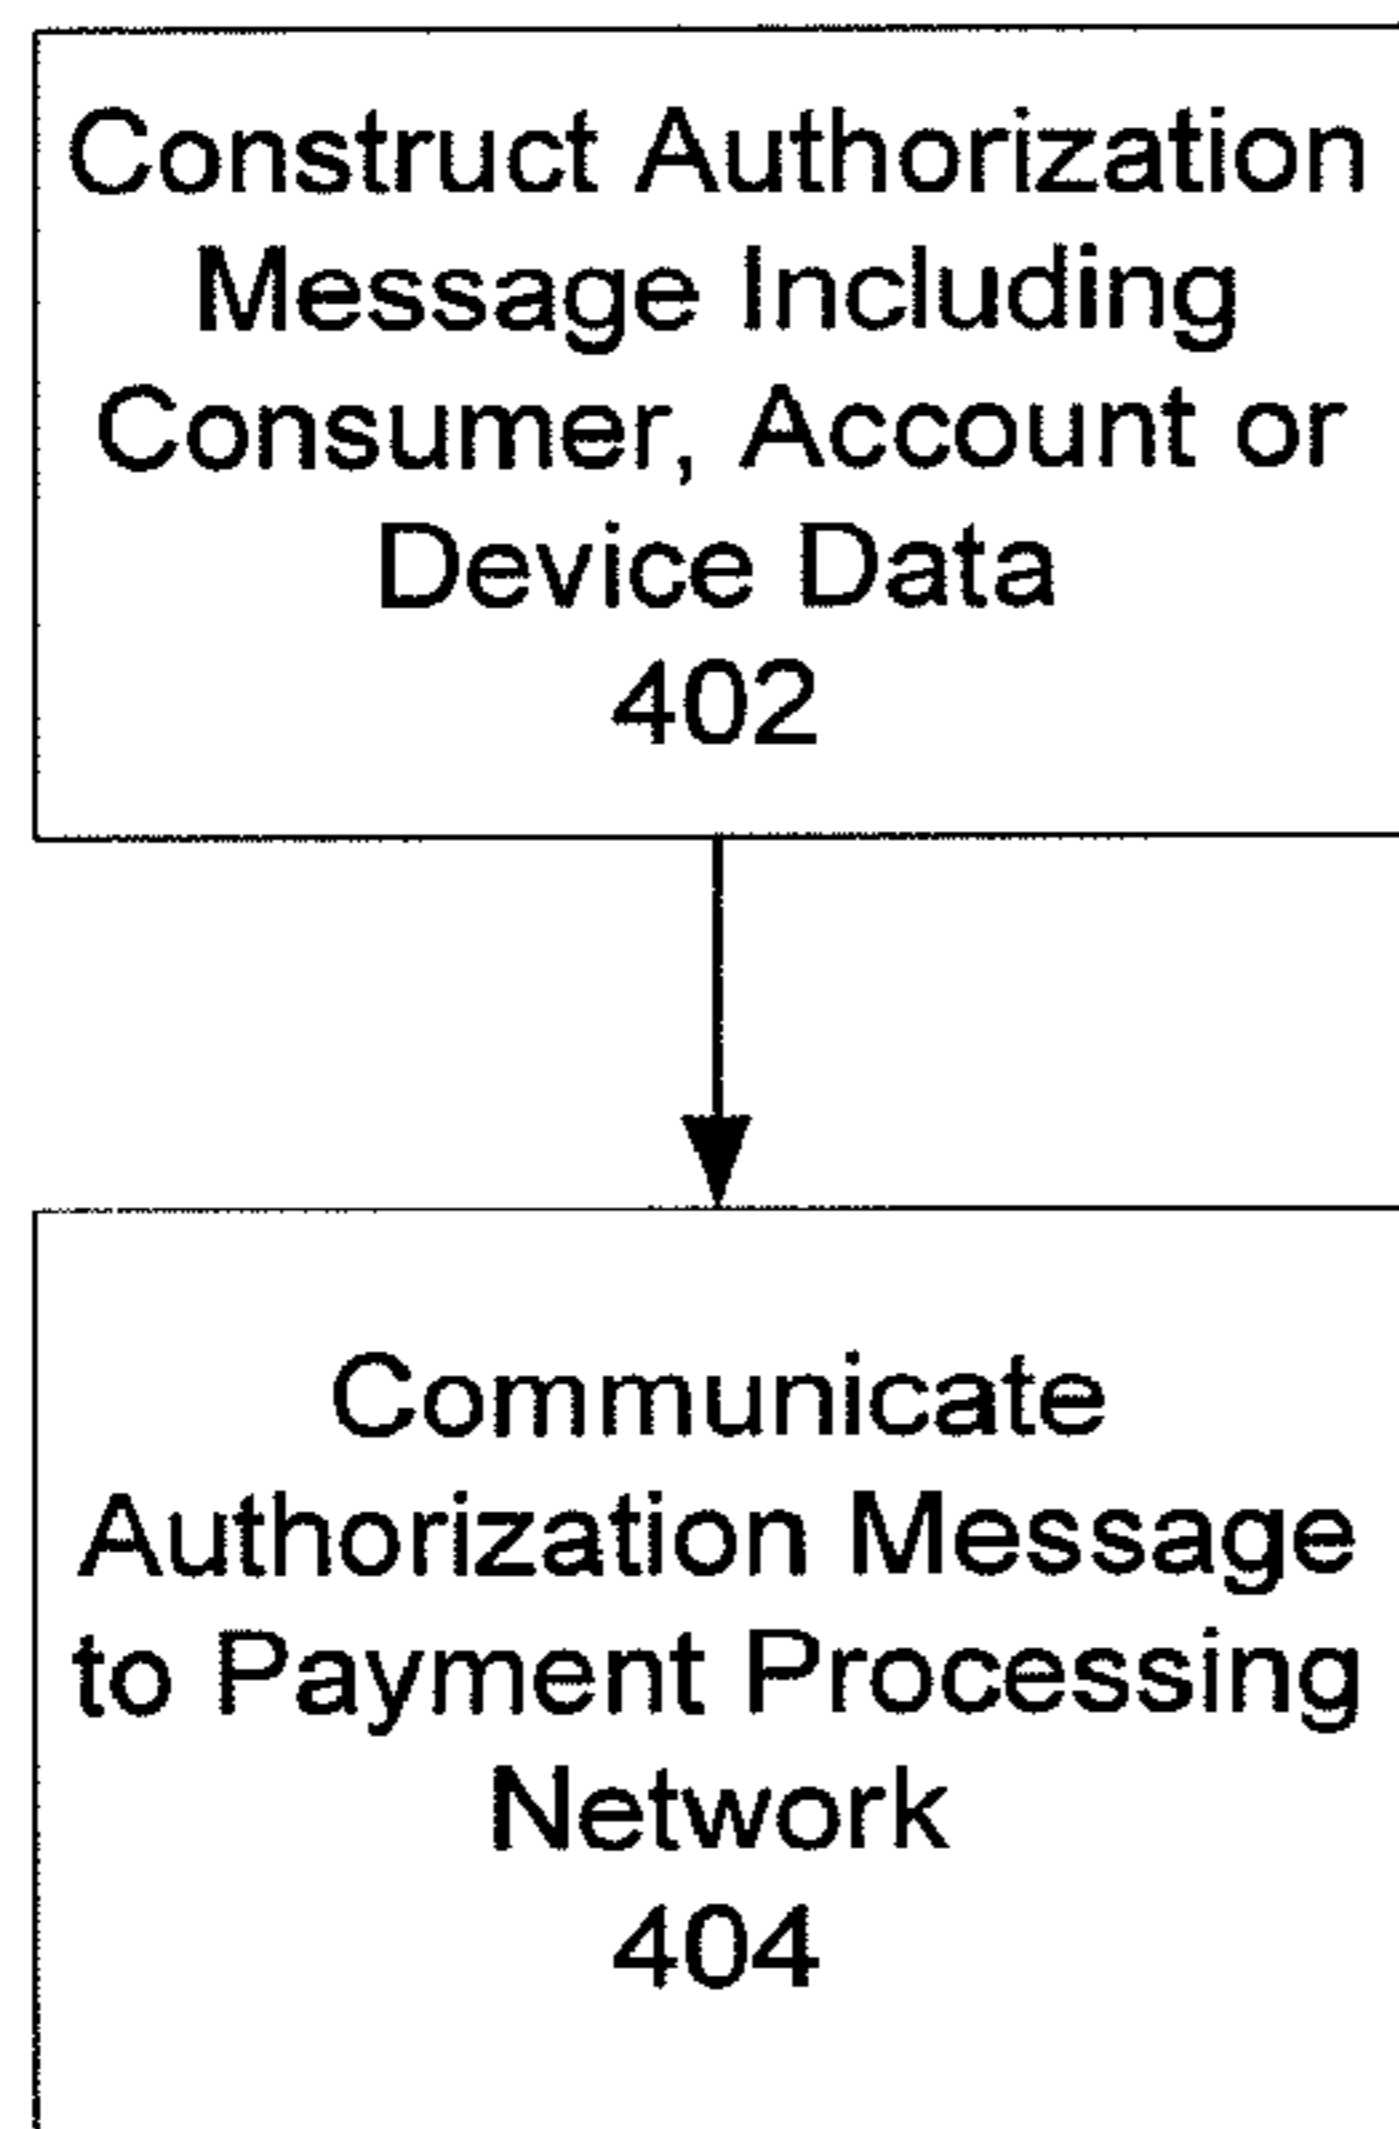 Construct Authorization
Message Including
Consumer, Account or
Device Data
402
Communicate
Authorization Message
to Payment Processing
Network
404